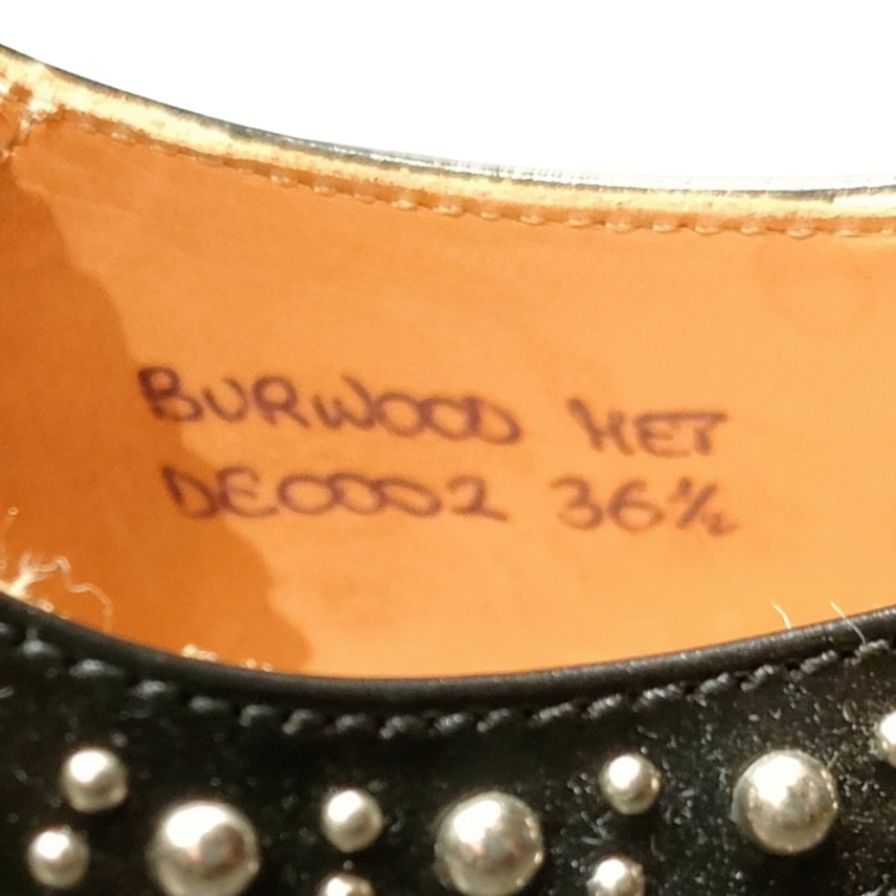 BURWOOD MET
DE0002 36½